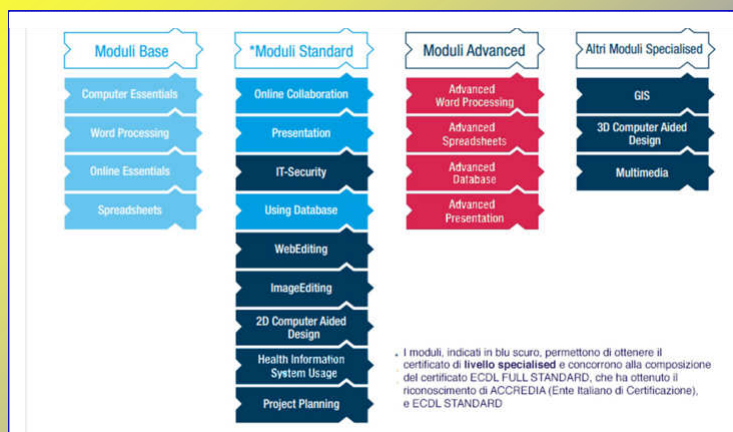 Moduli Base
Computer Essentials
Word Processing
Online Essentials
Spreadsheets
*Moduli Standard
Online Collaboration
Presentation
IT-Security
Using Database
WebEditing
ImageEditing
2D Computer Aided
Design
Health Information
System Usage
Project Planning
Moduli Advanced
Advanced
Word Processing
Advanced
Spreadsheets
Advanced
Database
Advanced
Presentation
Altri Moduli Specialised
GIS
3D Computer Aided
Design
Multimedia
• I moduli, indicati in blu scuro, permettono di ottenere il
certificato di livello specialised e concorrono alla composizione
del certificato ECDL FULL STANDARD, che ha ottenuto il
riconoscimento di ACCREDIA (Ente Italiano di Certificazione),
e ECDL STANDARD